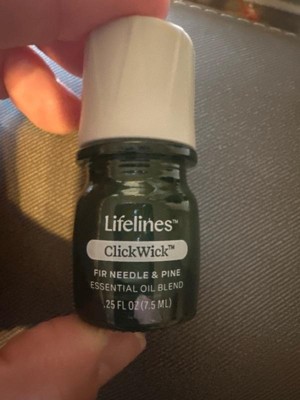 Lifelines™
ClickWick™
FIR NEEDLE & PINE
ESSENTIAL OIL BLEND
.25 FL OZ (7.5 ML)